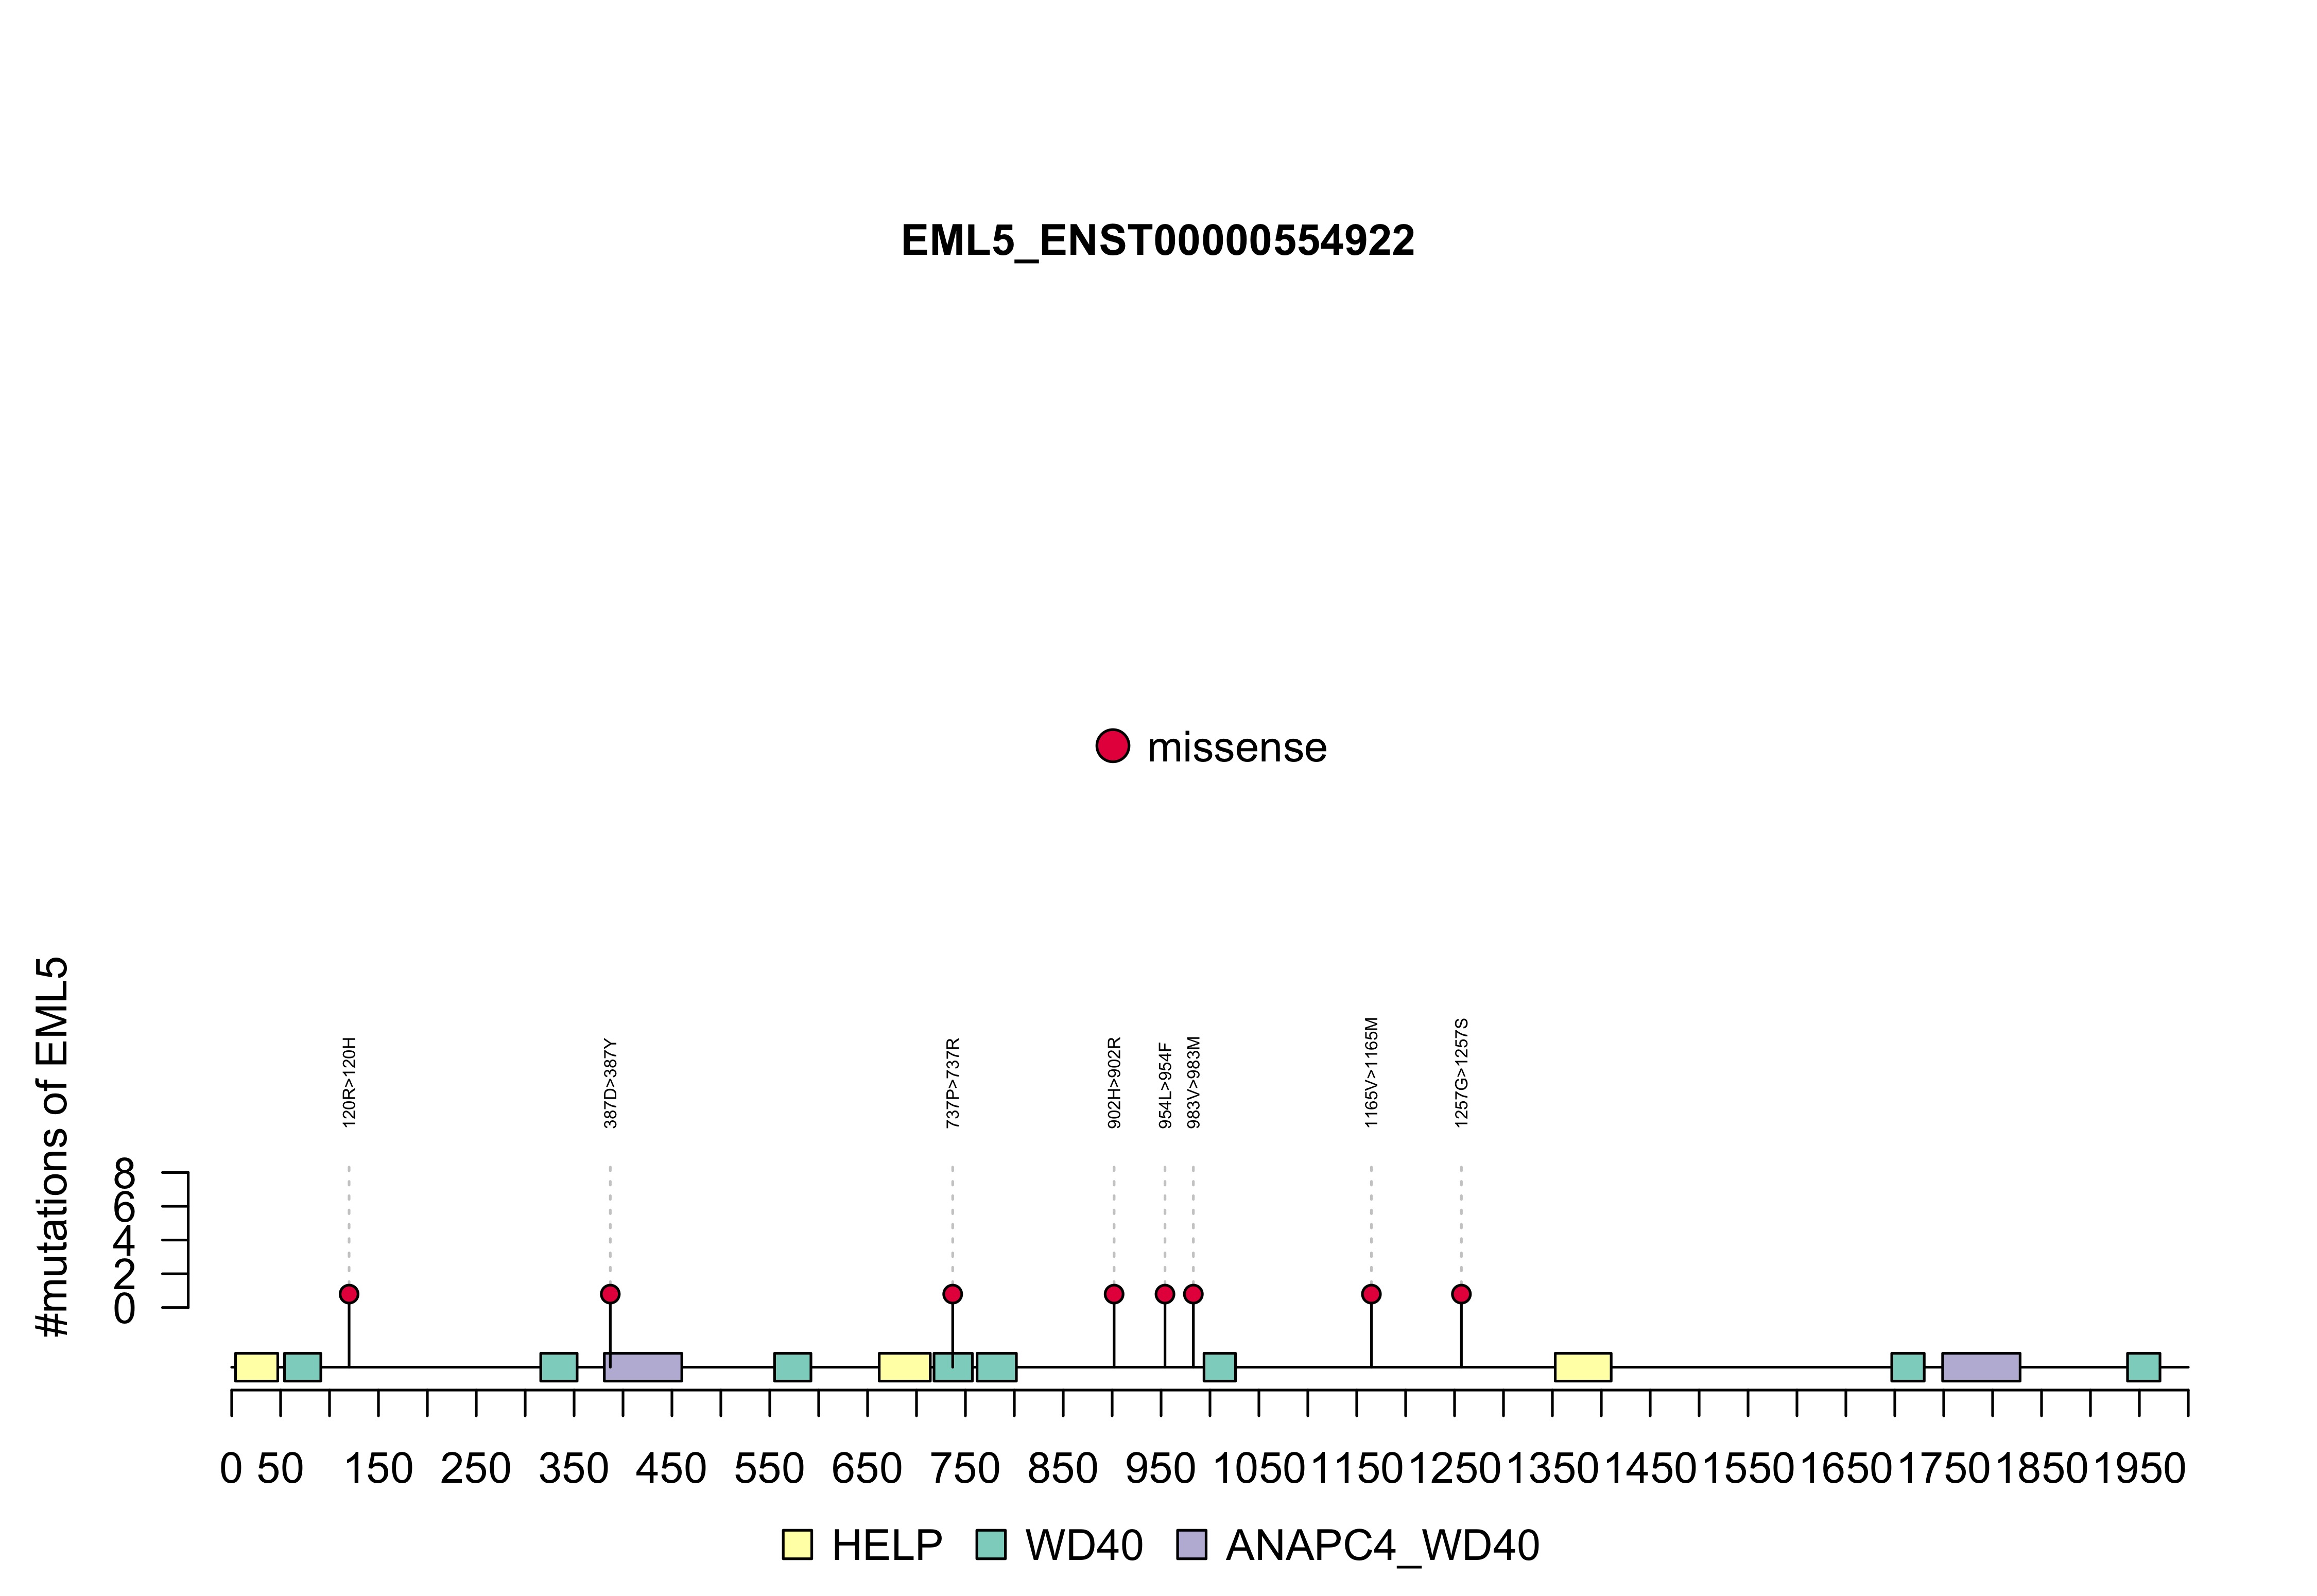 EML5_ENST00000554922
missense
#mutations of EML5
120R>120H
387D>387Y
737P>737R
902H>902R
954L>954F
983V>983M
1165V>1165M
1257G>1257S
8
6
4
2
0
0 50 150 250 350 450 550 650 750 850 950 1050 1150 1250 1350 1450 1550 1650 1750 1850 1950
HELP WD40 ANAPC4_WD40